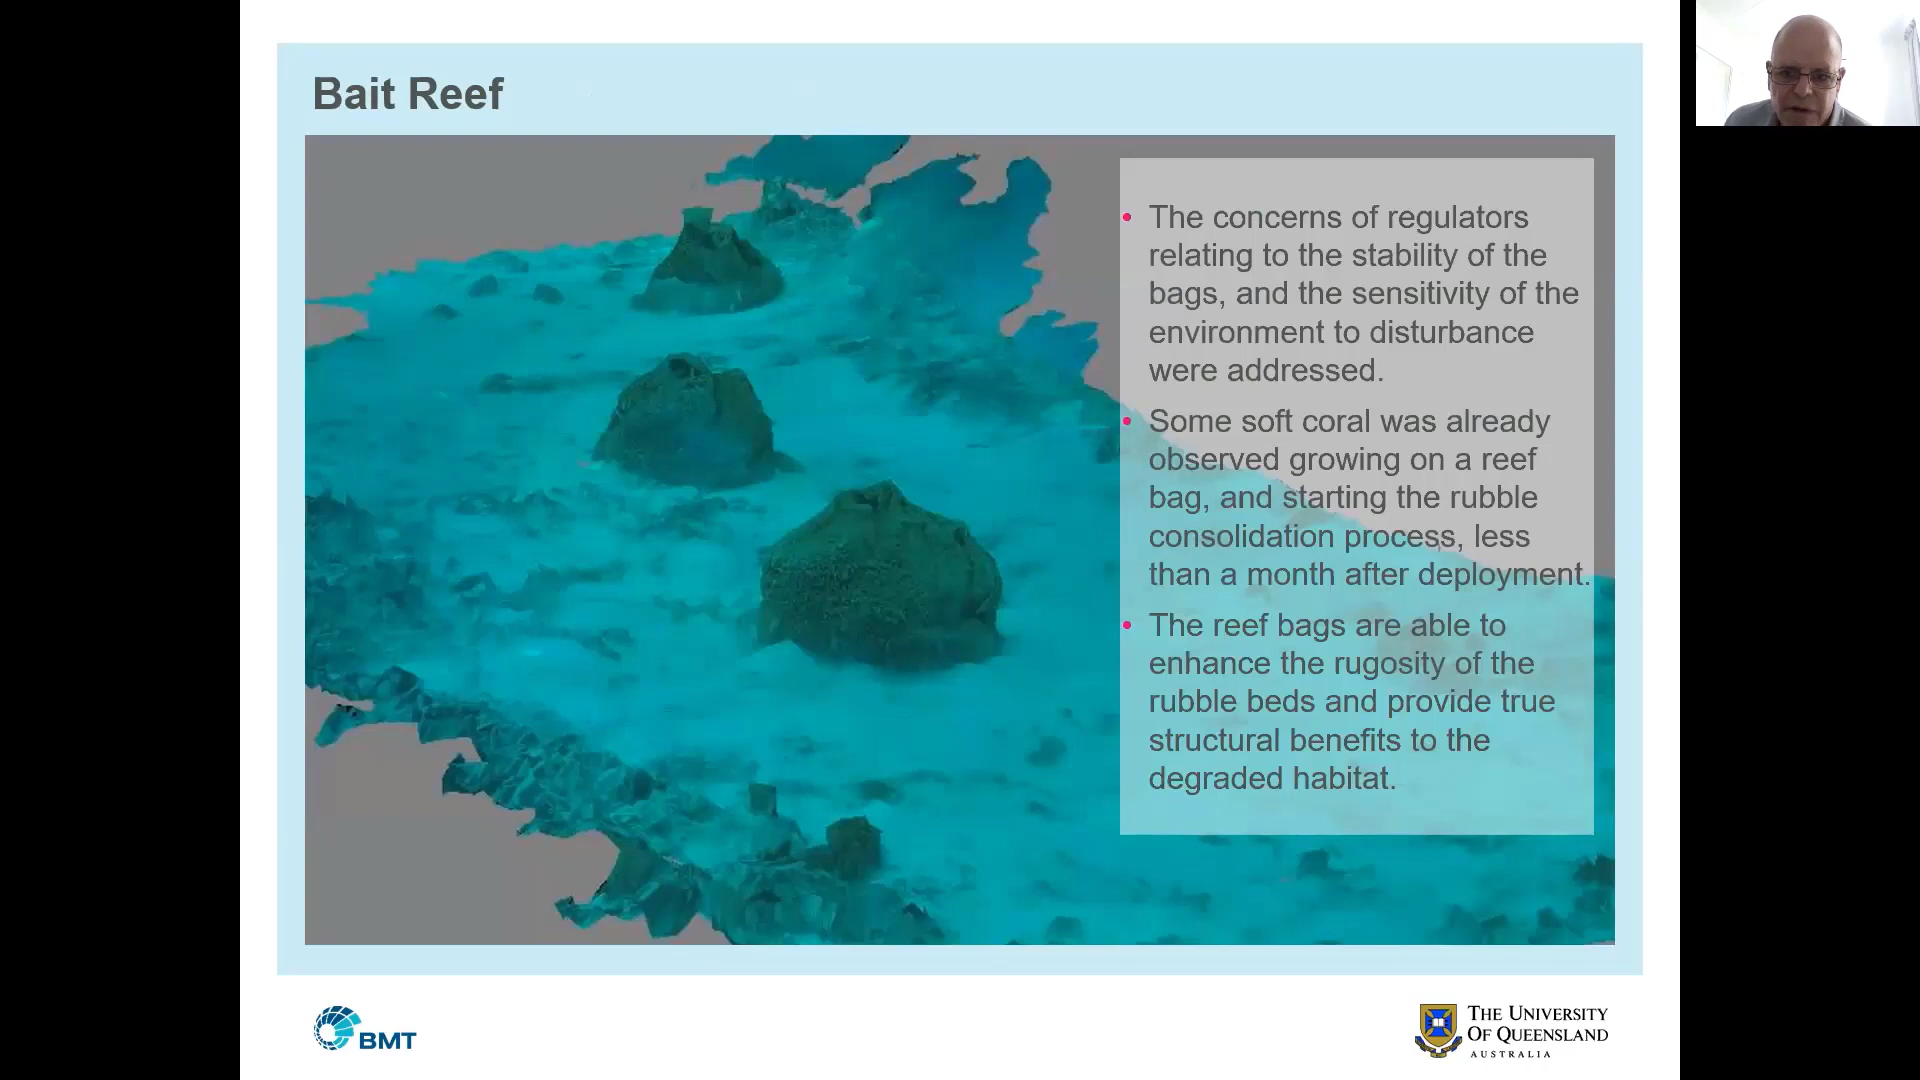 Bait Reef
• The concerns of regulators
relating to the stability of the
bags, and the sensitivity of the
environment to disturbance
were addressed.
• Some soft coral was already
observed growing on a reef
bag, and starting the rubble
consolidation process, less
than a month after deployment.
• The reef bags are able to
enhance the rugosity of the
rubble beds and provide true
structural benefits to the
degraded habitat.
BMT
THE UNIVERSITY
OF QUEENSLAND
AUSTRALIA